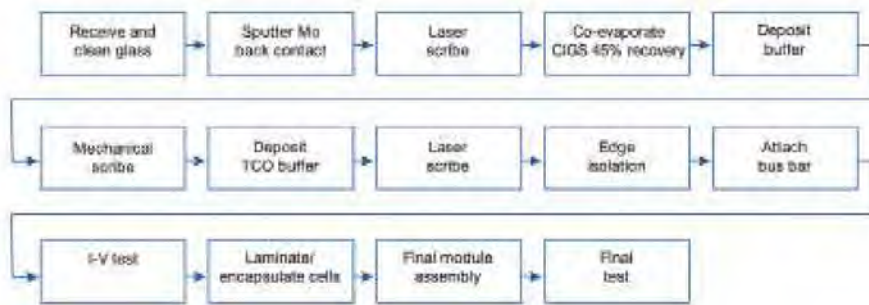 Receive and
clean glass
Sputter Mo
back contact
Laser
scribe
Co-evaporate
CIGS 45% recovery
Deposit
buffer
Mechanical
scribe
Deposit
TCO buffer
Laser
scribe
Edge
isolation
Attach
bus bar
I-V test
Laminate/
encapsulate cells
Final module
assembly
Final
test